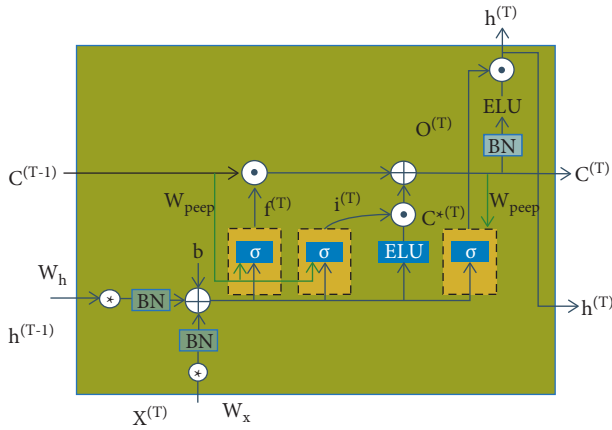 h(T)
ELU
O(T)
BN
C(T-1)
C(T)
Wpeep
f(T)
i(T)
C*(T)
Wpeep
σ
σ
ELU
σ
b
Wh
BN
h(T-1)
h(T)
BN
X(T)
Wx